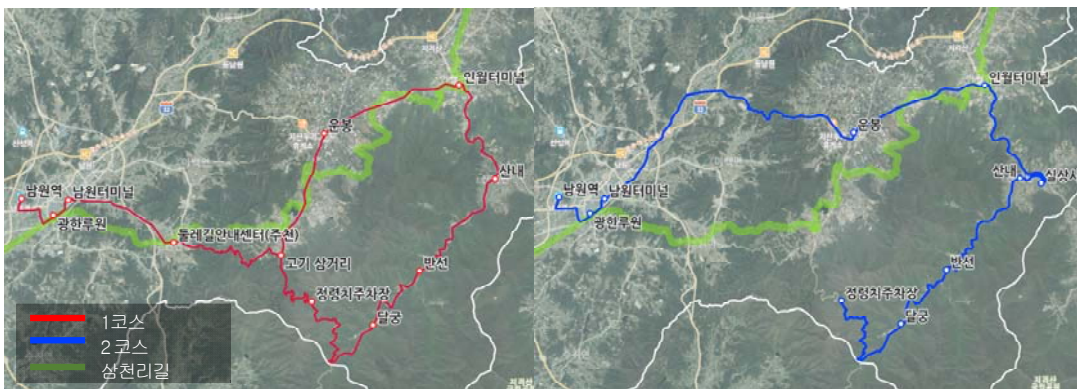 인월터미널
운봉
산내
남원역
남원터미널
광한루원
둘레길안내센터(주천)
고기 삼거리
반선
정령치주차장
달궁
1코스
2코스
삼천리길
인월터미널
운봉
산내
실상사
남원역
남원터미널
광한루원
반선
정령치주차장
달궁